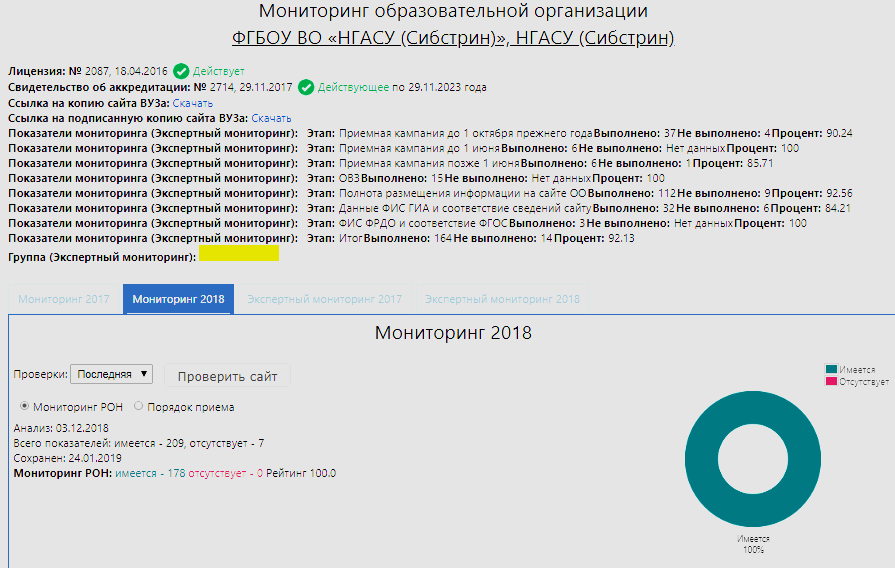 Мониторинг образовательной организации
ФГБОУ ВО «НГАСУ (Сибстрин)», НГАСУ (Сибстрин)
Лицензия: № 2087, 18.04.2016 Действует
Свидетельство об аккредитации: № 2714, 29.11.2017 Действующее по 29.11.2023 года
Ссылка на копию сайта ВУЗа: Скачать
Ссылка на подписанную копию сайта ВУЗа: Скачать
Показатели мониторинга (Экспертный мониторинг): Этап: Приемная кампания до 1 октября прежнего годаВыполнено: 37Не выполнено: 4Процент: 90.24
Показатели мониторинга (Экспертный мониторинг): Этап: Приемная кампания до 1 июняВыполнено: 6Не выполнено: Нет данныхПроцент: 100
Показатели мониторинга (Экспертный мониторинг): Этап: Приемная кампания позже 1 июняВыполнено: 6Не выполнено: 1Процент: 85.71
Показатели мониторинга (Экспертный мониторинг): Этап: ОВЗВыполнено: 15Не выполнено: Нет данныхПроцент: 100
Показатели мониторинга (Экспертный мониторинг): Этап: Полнота размещения информации на сайте ООВыполнено: 112Не выполнено: 9Процент: 92.56
Показатели мониторинга (Экспертный мониторинг): Этап: Данные ФИС ГИА и соответствие сведений сайтуВыполнено: 32Не выполнено: 6Процент: 84.21
Показатели мониторинга (Экспертный мониторинг): Этап: ФИС ФРДО и соответствие ФГОСВыполнено: 3Не выполнено: Нет данныхПроцент: 100
Показатели мониторинга (Экспертный мониторинг): Этап: ИтогВыполнено: 164Не выполнено: 14Процент: 92.13
Группа (Экспертный мониторинг):
Мониторинг 2017 Мониторинг 2018 Экспертный мониторинг 2017 Экспертный мониторинг 2018
Мониторинг 2018
Проверки: Последняя Проверить сайт
Мониторинг РОН Порядок приема
Анализ: 03.12.2018
Всего показателей: имеется - 209, отсутствует - 7
Сохранен: 24.01.2019
Мониторинг РОН: имеется - 178 отсутствует - 0 Рейтинг 100.0
Имеется
Отсутствует
Имеется
100%